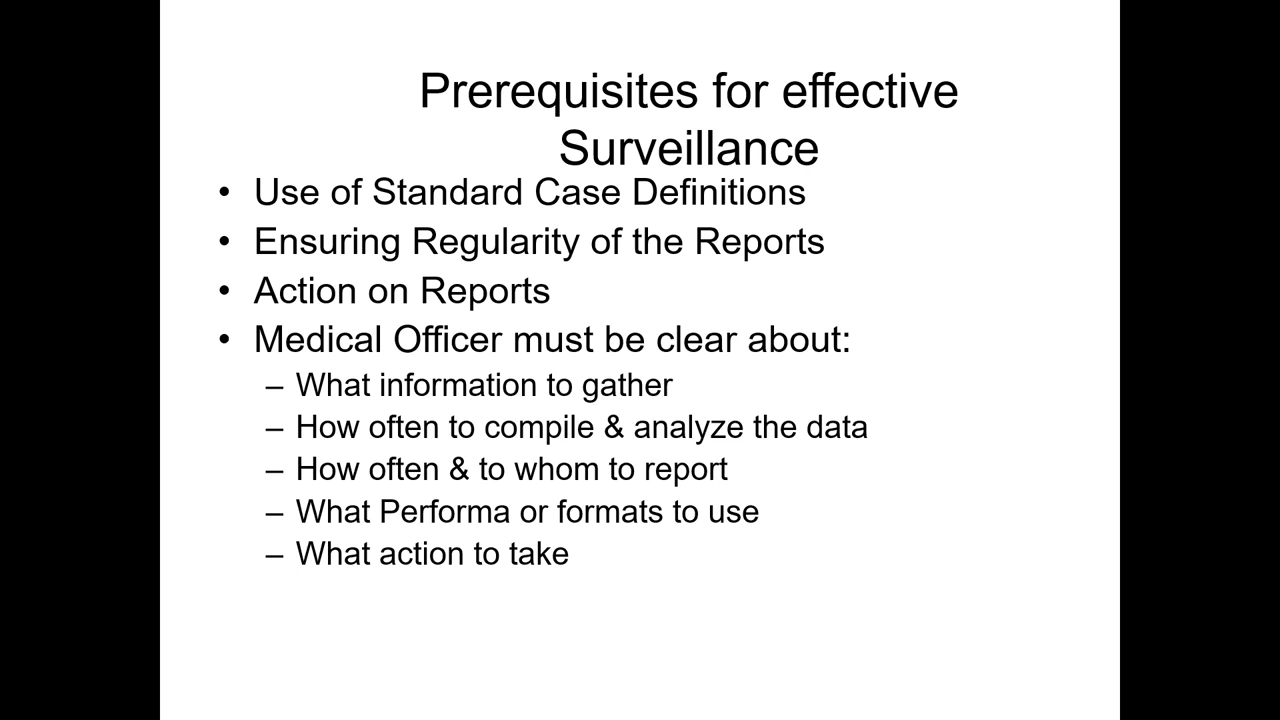 Prerequisites for effective
Surveillance
• Use of Standard Case Definitions
• Ensuring Regularity of the Reports
• Action on Reports
• Medical Officer must be clear about:
– What information to gather
– How often to compile & analyze the data
– How often & to whom to report
– What Performa or formats to use
– What action to take